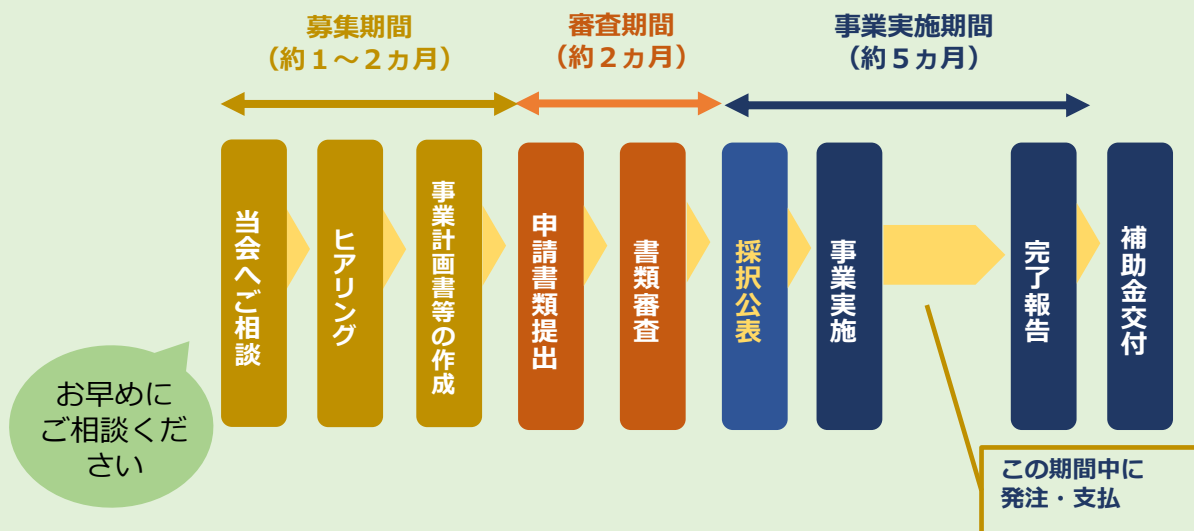 募集期間
（約１～２ヵ月）
審査期間
（約２ヵ月）
事業実施期間
（約５ヵ月）
当会へご相談
ヒアリング
事業計画書等の作成
申請書類提出
書類審査
採択公表
事業実施
完了報告
補助金交付
お早めに
ご相談くだ
さい
この期間中に
発注・支払